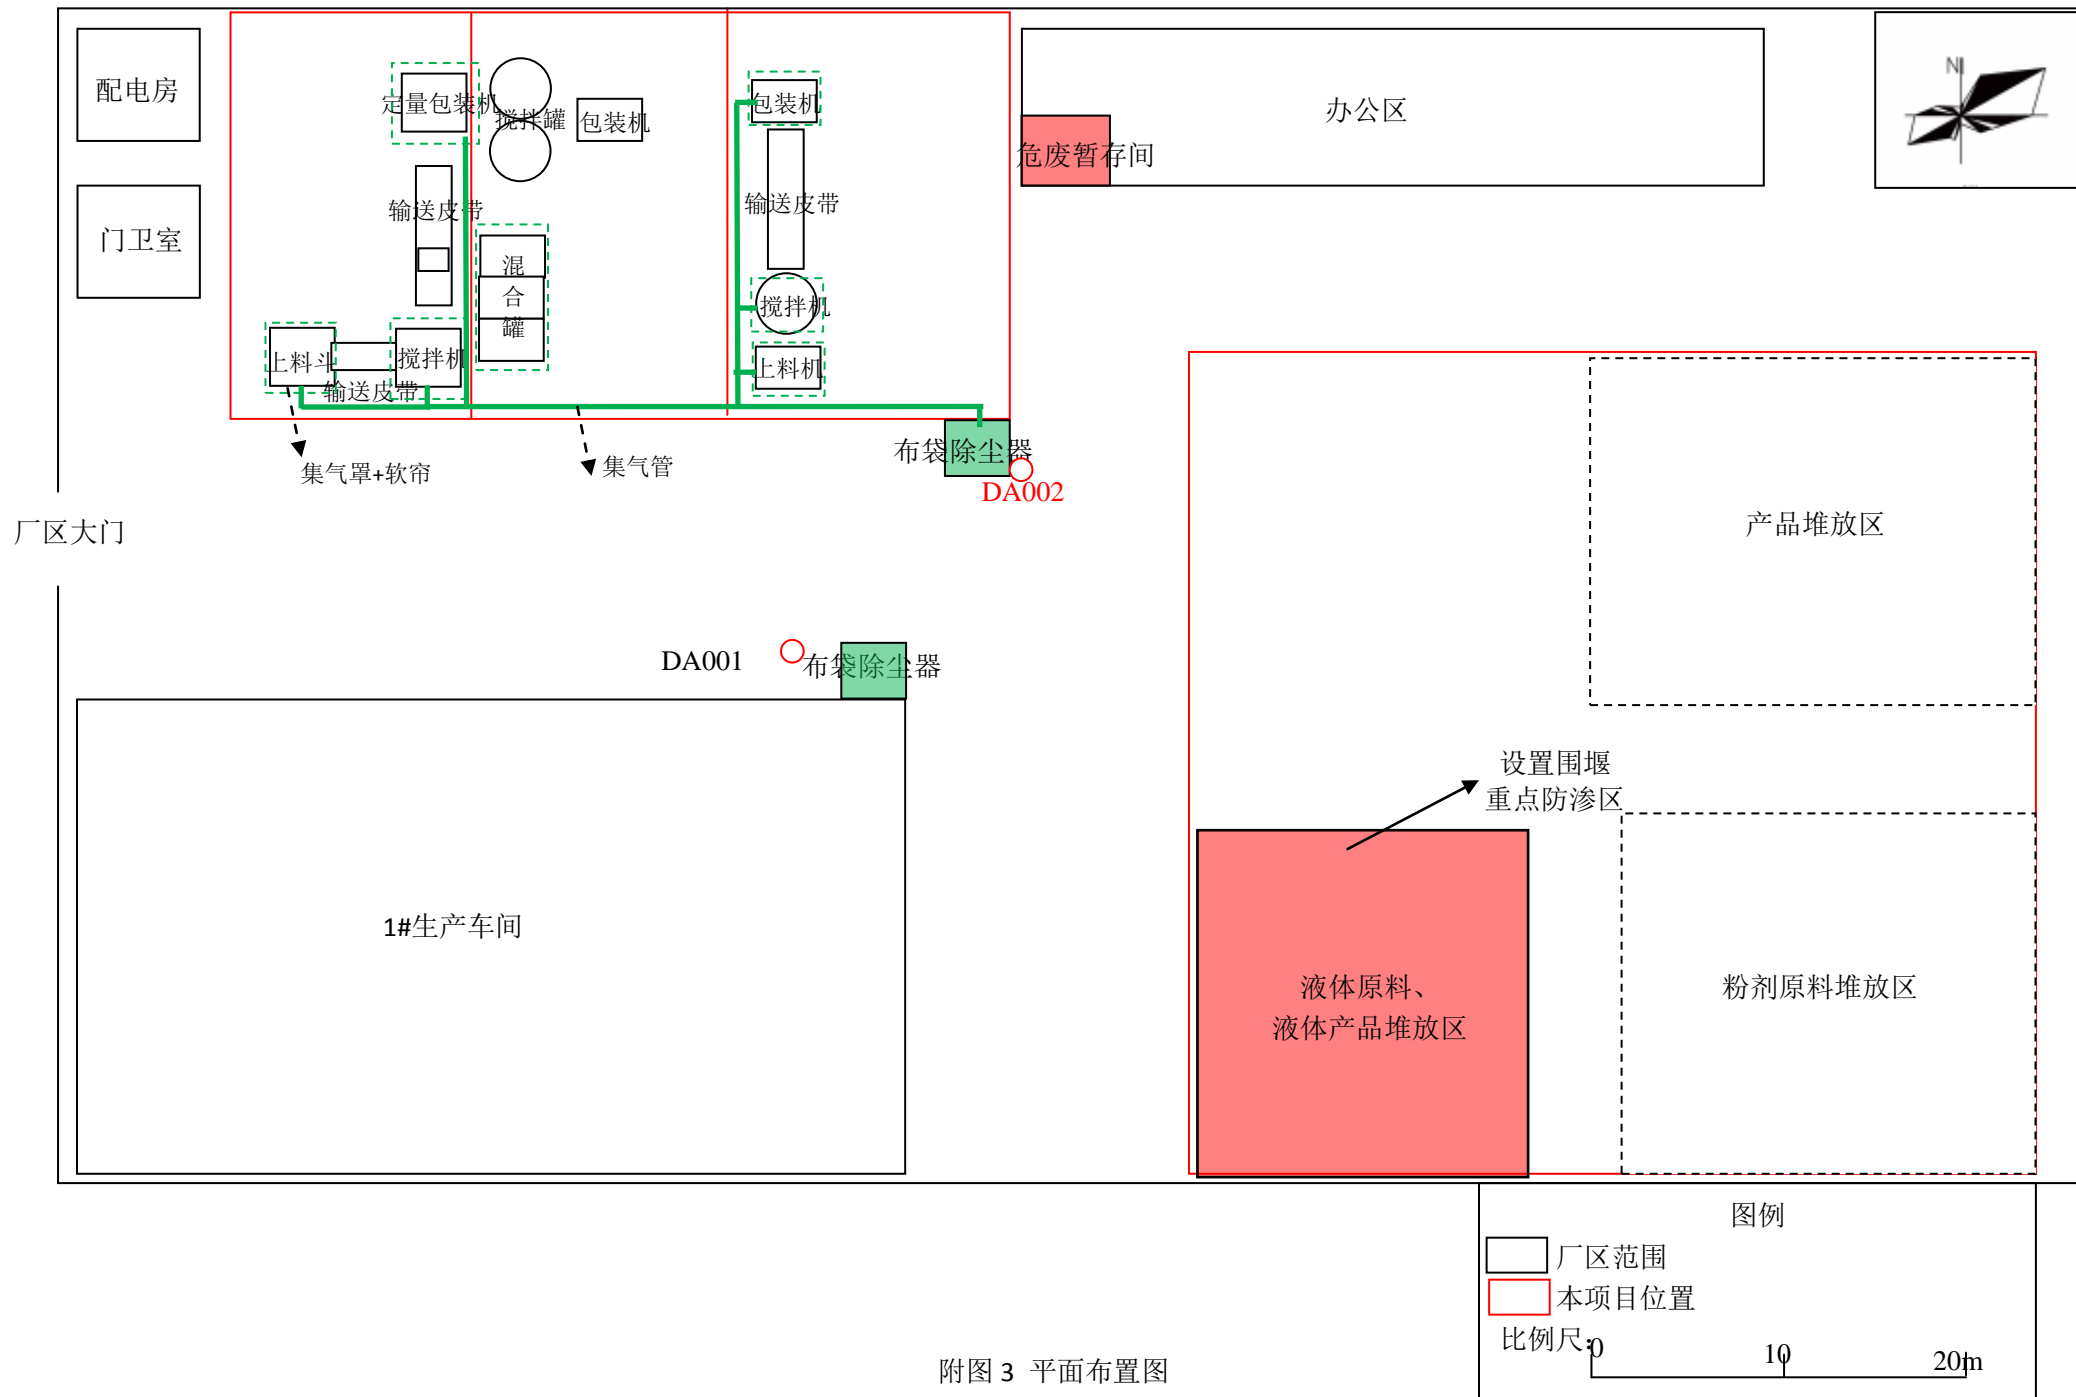 配电房
定量包装机
搅拌罐
包装机
包装机
办公区
N
危废暂存间
输送皮带
输送皮带
门卫室
混
合
罐
搅拌机
上料斗
搅拌机
上料机
输送皮带
集气罩+软帘
集气管
布袋除尘器
DA002
厂区大门
产品堆放区
DA001
布袋除尘器
设置围堰
重点防渗区
1#生产车间
液体原料、
液体产品堆放区
粉剂原料堆放区
图例
厂区范围
本项目位置
比例尺:
0 10 20m
附图 3 平面布置图